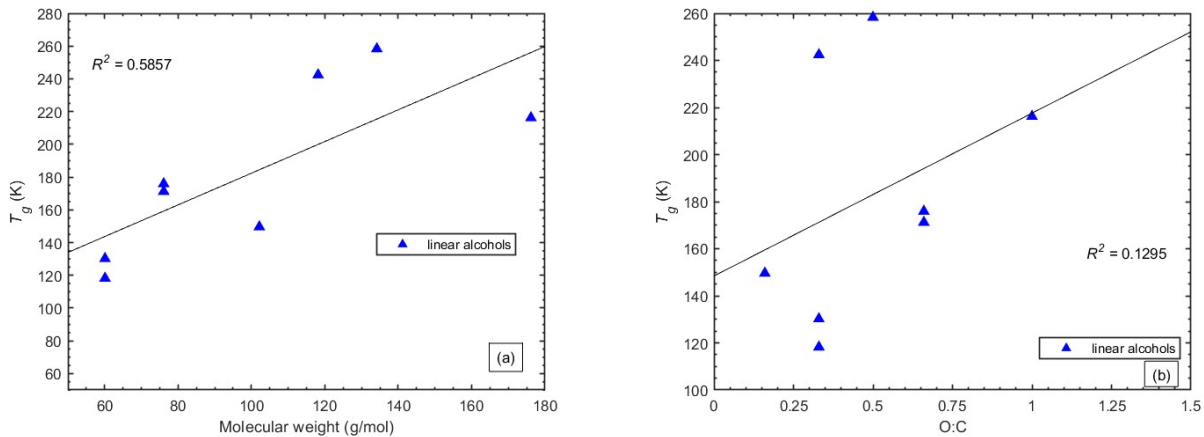 280
260
240
220
200
180
160
140
120
100
80
60
T_g (K)
R² = 0.5857
linear alcohols
(a)
60 80 100 120 140 160 180
Molecular weight (g/mol)
260
240
220
200
180
160
140
120
100
T_g (K)
R² = 0.1295
linear alcohols
(b)
0 0.25 0.5 0.75 1 1.25 1.5
O:C